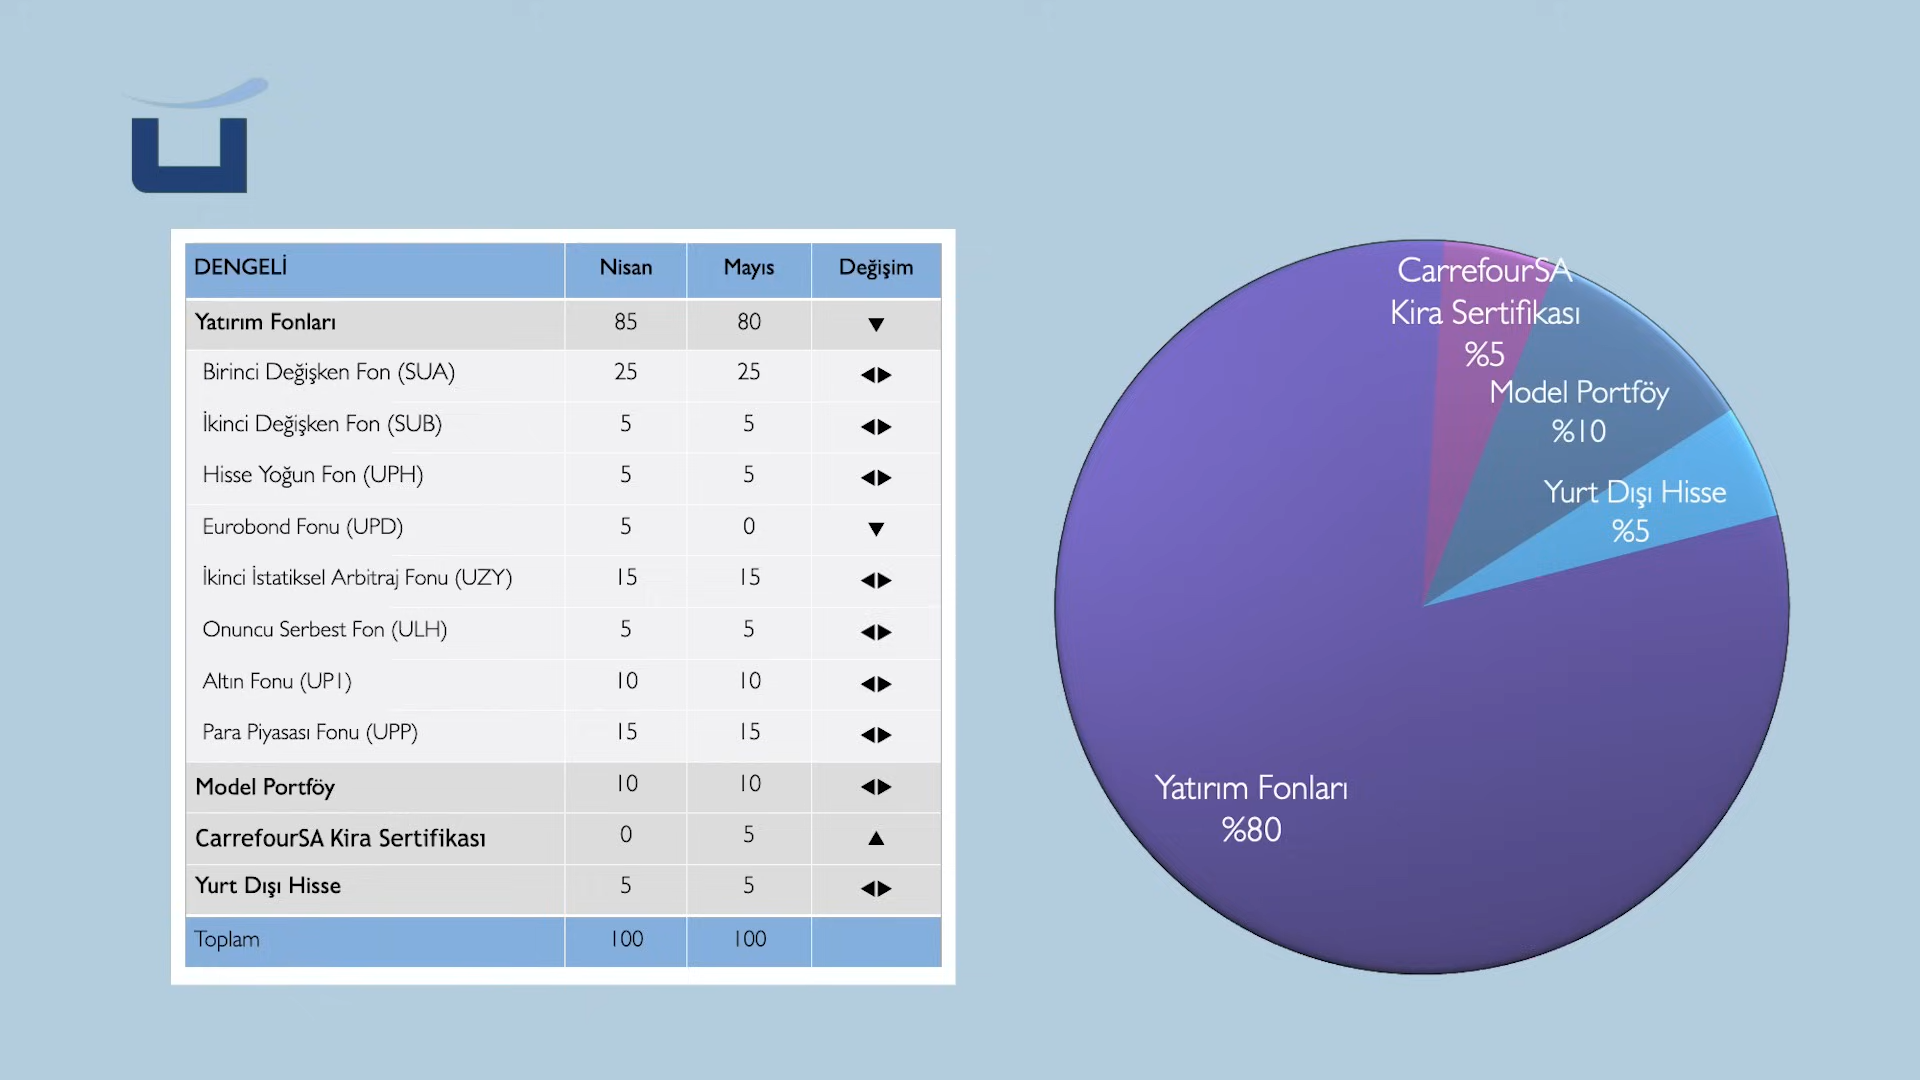 DENGELİ Nisan Mayıs Değişim
Yatırım Fonları 85 80 ▼
Birinci Değişken Fon (SUA) 25 25 ◀▶
İkinci Değişken Fon (SUB) 5 5 ◀▶
Hisse Yoğun Fon (UPH) 5 5 ◀▶
Eurobond Fonu (UPD) 5 0 ▼
İkinci İstatiksel Arbitraj Fonu (UZY) 15 15 ◀▶
Onuncu Serbest Fon (ULH) 5 5 ◀▶
Altın Fonu (UP1) 10 10 ◀▶
Para Piyasası Fonu (UPP) 15 15 ◀▶
Model Portföy 10 10 ◀▶
CarrefourSA Kira Sertifikası 0 5 ▲
Yurt Dışı Hisse 5 5 ◀▶
Toplam 100 100
CarrefourSA
Kira Sertifikası
%5
Model Portföy
%10
Yurt Dışı Hisse
%5
Yatırım Fonları
%80